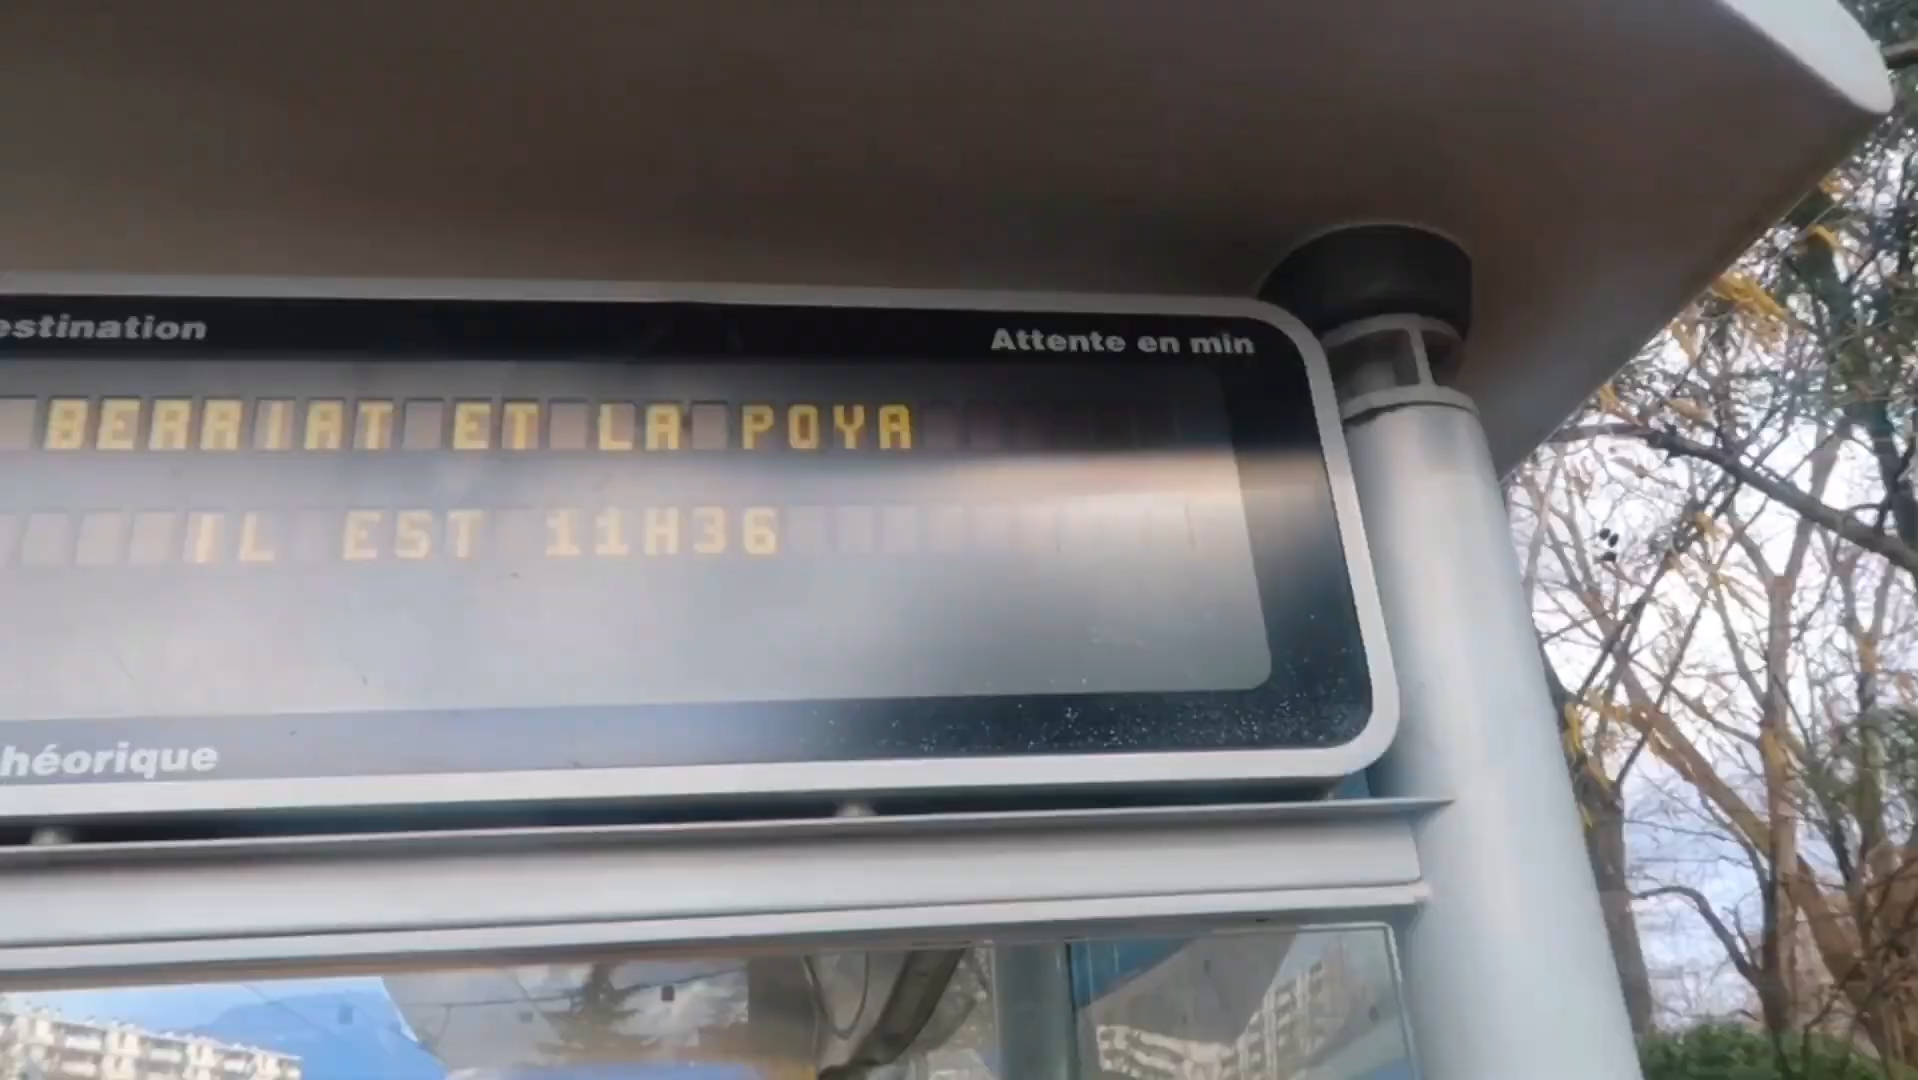 estination Attente en min
BERRIAT ET LA POYA
IL EST 11H36
héorique